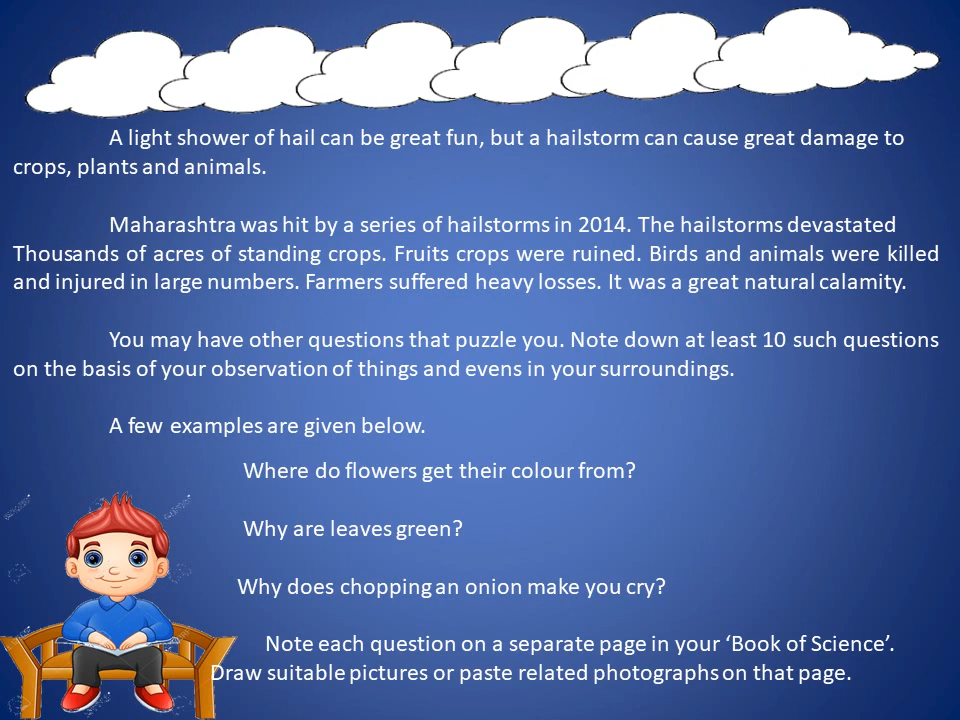 A light shower of hail can be great fun, but a hailstorm can cause great damage to
crops, plants and animals.
Maharashtra was hit by a series of hailstorms in 2014. The hailstorms devastated
Thousands of acres of standing crops. Fruits crops were ruined. Birds and animals were killed
and injured in large numbers. Farmers suffered heavy losses. It was a great natural calamity.
You may have other questions that puzzle you. Note down at least 10 such questions
on the basis of your observation of things and evens in your surroundings.
A few examples are given below.
Where do flowers get their colour from?
Why are leaves green?
Why does chopping an onion make you cry?
Note each question on a separate page in your ‘Book of Science’.
Draw suitable pictures or paste related photographs on that page.